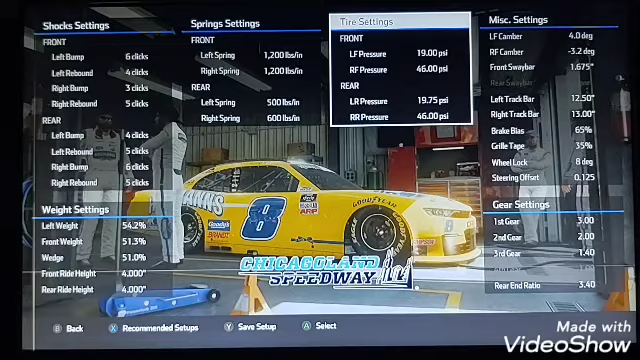 Shocks Settings
FRONT
Left Bump 6 clicks
Left Rebound 4 clicks
Right Bump 3 clicks
Right Rebound 5 clicks
REAR
Left Bump 4 clicks
Left Rebound 5 clicks
Right Bump 6 clicks
Right Rebound 5 clicks
Weight Settings
Left Weight 54.2%
Front Weight 51.3%
Wedge 51.0%
Front Ride Height 4.000"
Rear Ride Height 4.000"
Springs Settings
FRONT
Left Spring 1,200 lbs/in
Right Spring 1,200 lbs/in
REAR
Left Spring 500 lbs/in
Right Spring 600 lbs/in
Tire Settings
FRONT
LF Pressure 19.00 psi
RF Pressure 46.00 psi
REAR
LR Pressure 19.75 psi
RR Pressure 46.00 psi
Misc. Settings
LF Camber 4.0 deg
RF Camber -3.2 deg
Front Swaybar 1.675"
Rear Swaybar
Left Track Bar 12.50"
Right Track Bar 13.00"
Brake Bias 65%
Grille Tape 35%
Wheel Lock 8 deg
Steering Offset 0.125
Gear Settings
1st Gear 3.00
2nd Gear 2.00
3rd Gear 1.40
4th Gear 1.00
Rear End Ratio 3.40
8
GOODYEAR
CHICAGOLAND
SPEEDWAY
B Back
X Recommended Setups
Y Save Setup
A Select
Made with
VideoShow